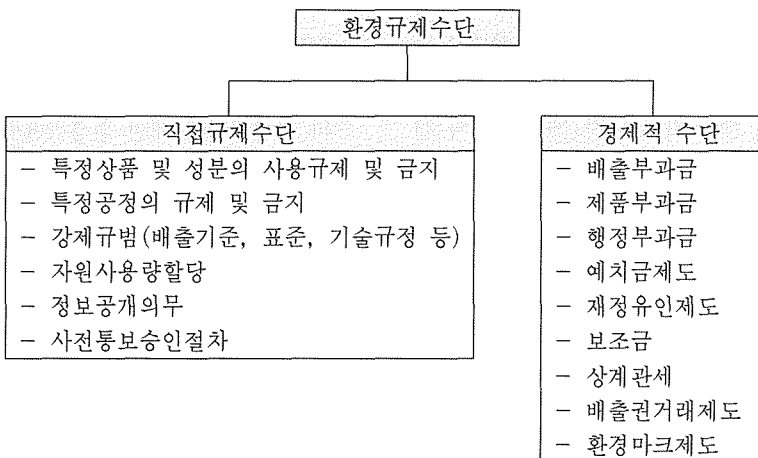 환경규제수단
직접규제수단
- 특정상품 및 성분의 사용규제 및 금지
- 특정공정의 규제 및 금지
- 강제규범(배출기준, 표준, 기술규정 등)
- 자원사용량할당
- 정보공개의무
- 사전통보승인절차
경제적 수단
- 배출부과금
- 제품부과금
- 행정부과금
- 예치금제도
- 재정유인제도
- 보조금
- 상계관세
- 배출권거래제도
- 환경마크제도